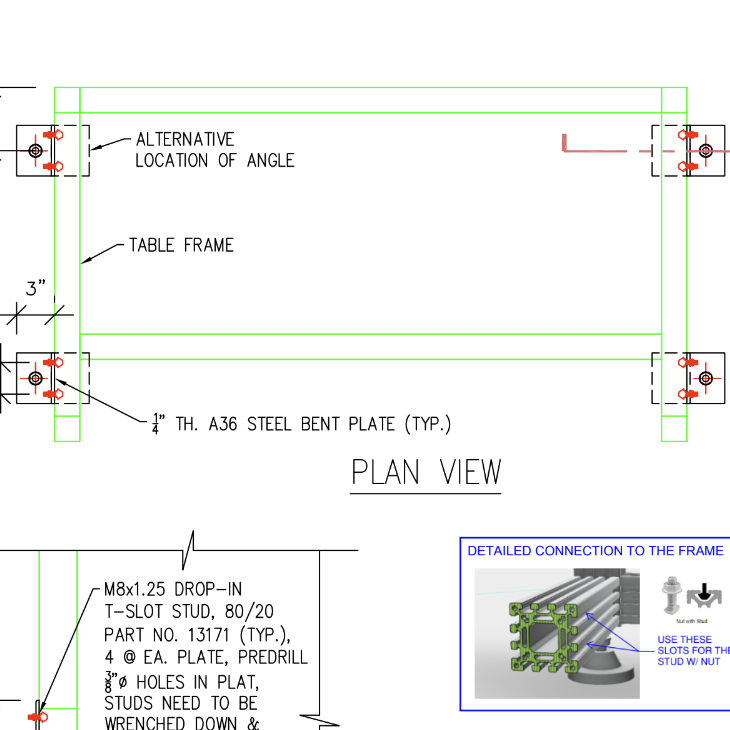 ALTERNATIVE
LOCATION OF ANGLE
TABLE FRAME
3"
1/4" TH. A36 STEEL BENT PLATE (TYP.)
PLAN VIEW
M8x1.25 DROP-IN
T-SLOT STUD, 80/20
PART NO. 13171 (TYP.),
4 @ EA. PLATE, PREDRILL
3/8"ø HOLES IN PLAT,
STUDS NEED TO BE
WRENCHED DOWN &
DETAILED CONNECTION TO THE FRAME
Nut with Stud
USE THESE
SLOTS FOR THE
STUD W/ NUT